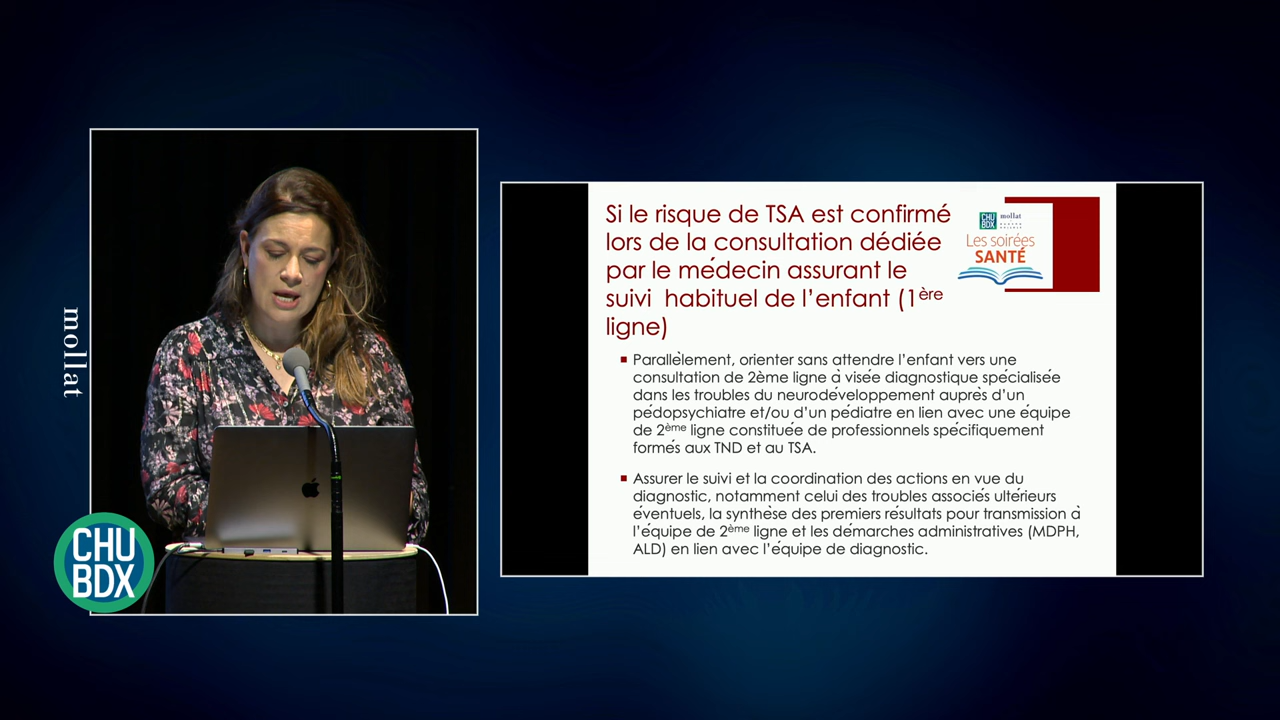 mollat
CHU
BDX
Si le risque de TSA est confirmé
lors de la consultation dédiée
par le médecin assurant le
suivi habituel de l'enfant (1ère
ligne)
CHU
BDX
mollat
Les soirées
SANTÉ
Parallèlement, orienter sans attendre l'enfant vers une
consultation de 2ème ligne à visée diagnostique spécialisée
dans les troubles du neurodéveloppement auprès d'un
pédopsychiatre et/ou d'un pédiatre en lien avec une équipe
de 2ème ligne constituée de professionnels spécifiquement
formés aux TND et au TSA.
Assurer le suivi et la coordination des actions en vue du
diagnostic, notamment celui des troubles associés ultérieurs
éventuels, la synthèse des premiers résultats pour transmission à
l'équipe de 2ème ligne et les démarches administratives (MDPH,
ALD) en lien avec l'équipe de diagnostic.